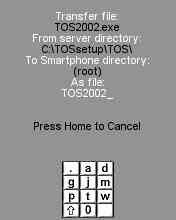 Transfer file:
TOS2002.exe
From server directory:
C:\TOSsetup\TOS\
To Smartphone directory:
(root)
As file:
TOS2002_
Press Home to Cancel
. a d
g j m
p t w
⇧ 0